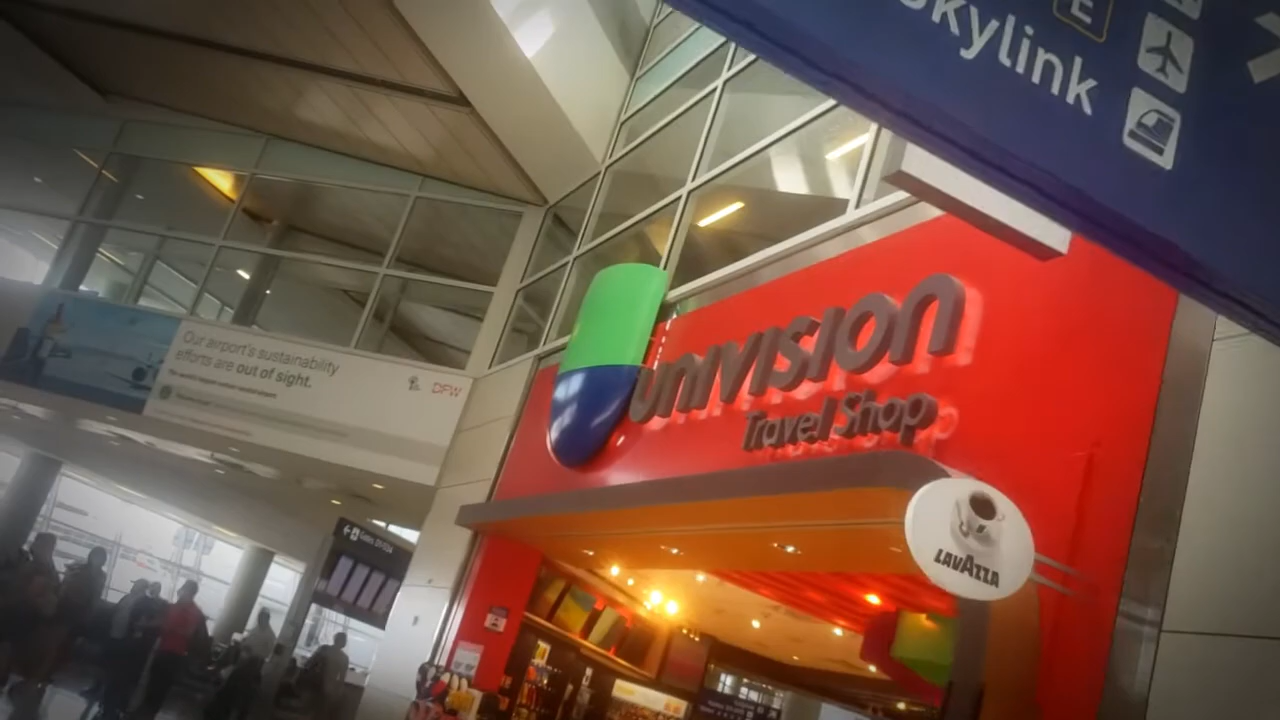 E
Skylink
UNIVISION
Travel Shop
Our airport's sustainability
efforts are out of sight.
DFW
LAVAZZA